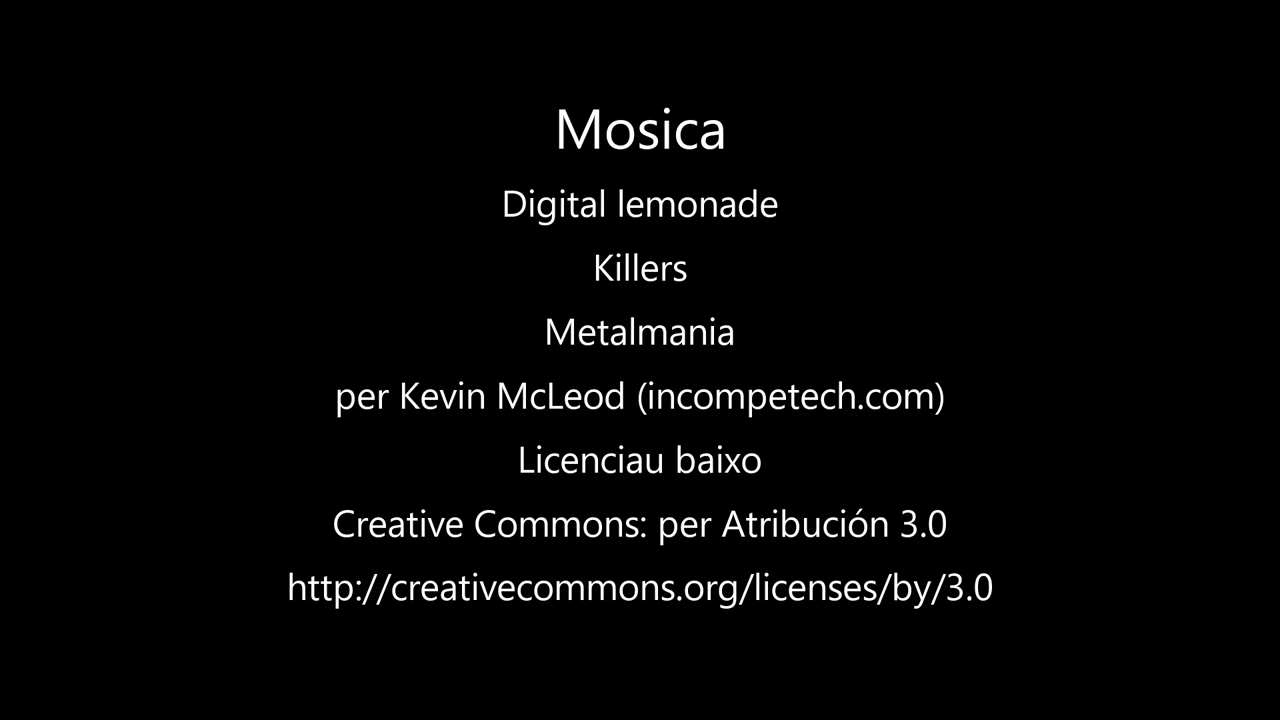 Mosica
Digital lemonade
Killers
Metalmania
per Kevin McLeod (incompetech.com)
Licenciau baixo
Creative Commons: per Atribución 3.0
http://creativecommons.org/licenses/by/3.0